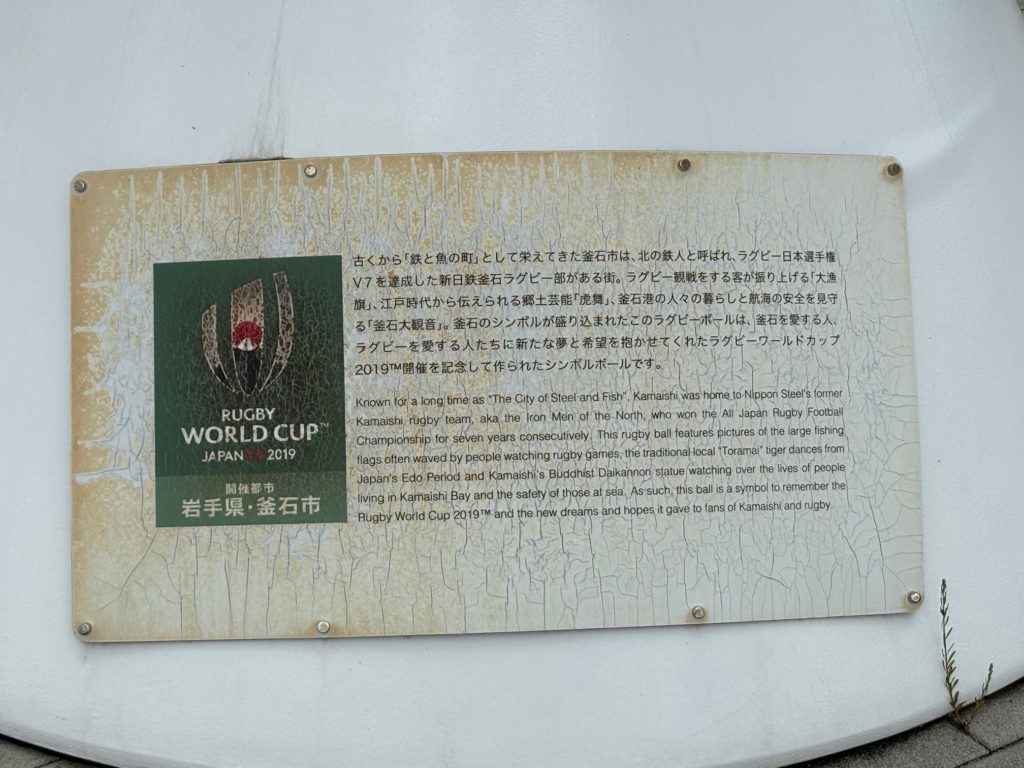 古くから「鉄と魚の町」として栄えてきた釜石市は、北の鉄人と呼ばれ、ラグビー日本選手権
V7を達成した新日鉄釜石ラグビー部がある街。ラグビー観戦をする客が振り上げる「大漁
旗」、江戸時代から伝えられる郷土芸能「虎舞」、釜石港の人々の暮らしと航海の安全を見守
る「釜石大観音」。釜石のシンボルが盛り込まれたこのラグビーボールは、釜石を愛する人、
ラグビーを愛する人たちに新たな夢と希望を抱かせてくれたラグビーワールドカップ
2019™開催を記念して作られたシンボルボールです。
Known for a long time as "The City of Steel and Fish", Kamaishi was home to Nippon Steel's former
Kamaishi rugby team, aka the Iron Men of the North, who won the All Japan Rugby Football
Championship for seven years consecutively. This rugby ball features pictures of the large fishing
flags often waved by people watching rugby games, the traditional local "Toramai" tiger dances from
Japan's Edo Period and Kamaishi's Buddhist Daikannon statue watching over the lives of people
living in Kamaishi Bay and the safety of those at sea. As such, this ball is a symbol to remember the
Rugby World Cup 2019™ and the new dreams and hopes it gave to fans of Kamaishi and rugby.
RUGBY
WORLD CUP™
JAPAN日本2019
開催都市
岩手県・釜石市